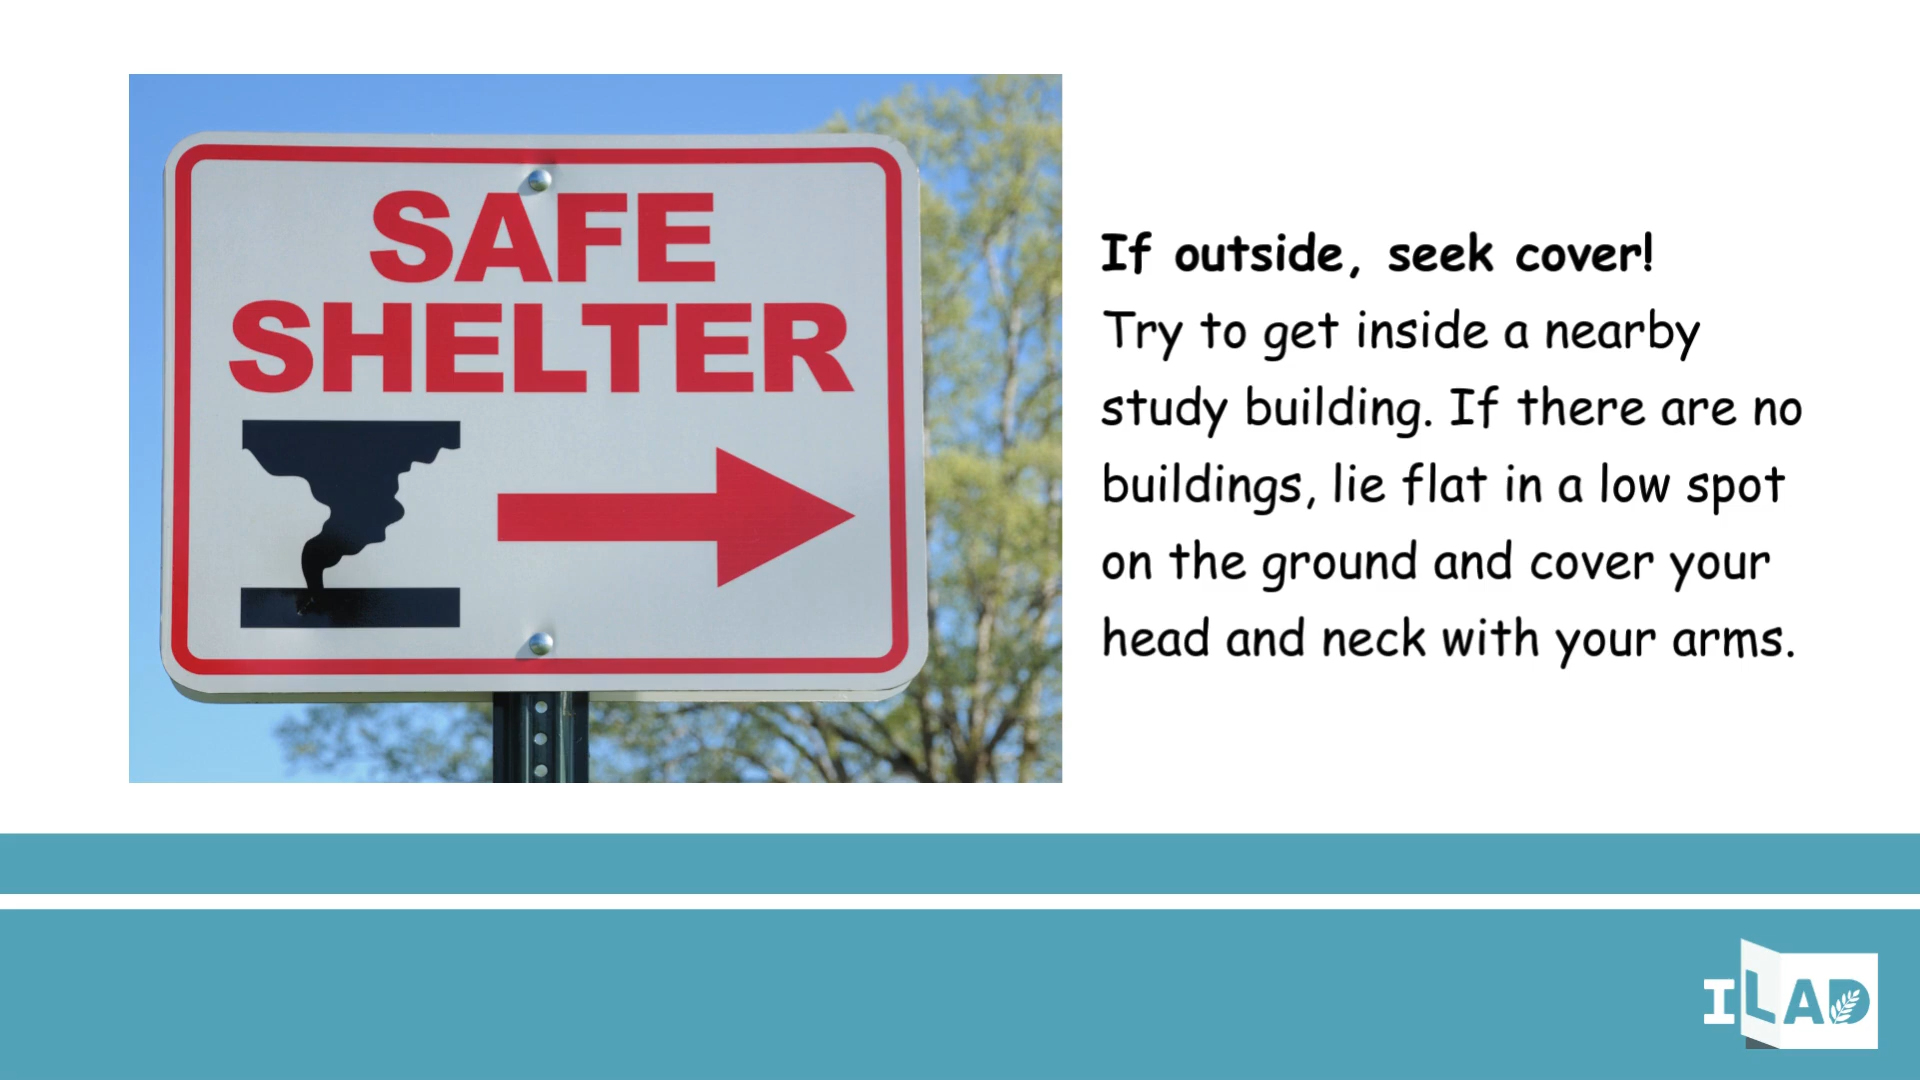 SAFE
SHELTER
If outside, seek cover!
Try to get inside a nearby
study building. If there are no
buildings, lie flat in a low spot
on the ground and cover your
head and neck with your arms.
ILAD